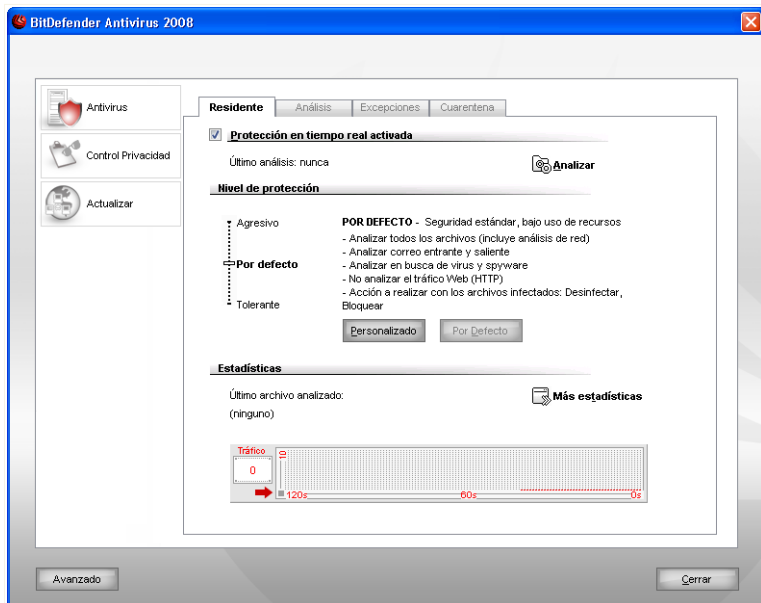 BitDefender Antivirus 2008
Antivirus
Control Privacidad
Actualizar
Residente
Análisis
Excepciones
Cuarentena
Protección en tiempo real activada
Último análisis: nunca
Analizar
Nivel de protección
Agresivo
Por defecto
Tolerante
POR DEFECTO - Seguridad estándar, bajo uso de recursos
- Analizar todos los archivos (incluye análisis de red)
- Analizar correo entrante y saliente
- Analizar en busca de virus y spyware
- No analizar el tráfico Web (HTTP)
- Acción a realizar con los archivos infectados: Desinfectar,
Bloquear
Personalizado
Por Defecto
Estadísticas
Último archivo analizado:
(ninguno)
Más estadísticas
Tráfico
0
10
120s
60s
0s
Avanzado
Cerrar